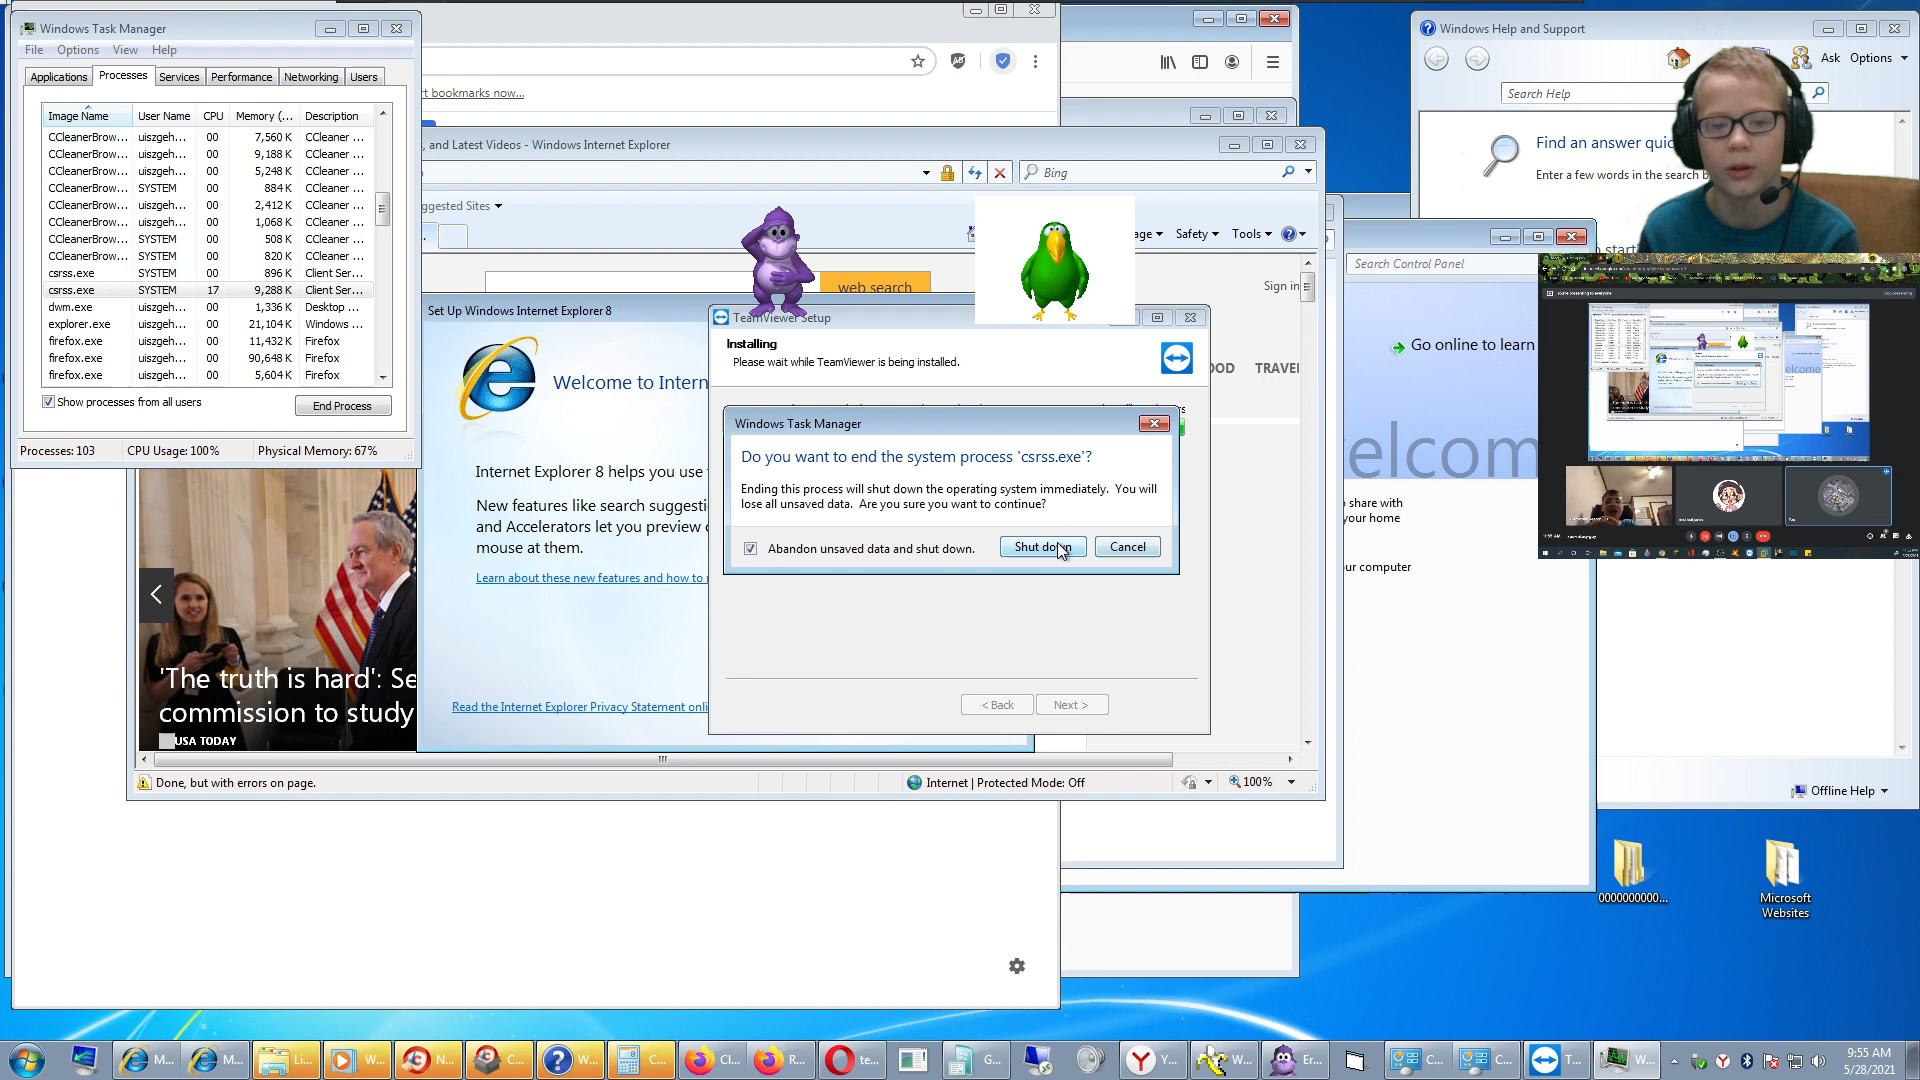 Windows Task Manager
File Options View Help
Applications Processes Services Performance Networking Users
Image Name User Name CPU Memory (... Description
CCleanerBrow... uiszgeh... 00 7,560 K CCleaner ...
CCleanerBrow... uiszgeh... 00 9,188 K CCleaner ...
CCleanerBrow... uiszgeh... 00 5,248 K CCleaner ...
CCleanerBrow... SYSTEM 00 884 K CCleaner ...
CCleanerBrow... uiszgeh... 00 2,412 K CCleaner ...
CCleanerBrow... uiszgeh... 00 1,068 K CCleaner ...
CCleanerBrow... SYSTEM 00 508 K CCleaner ...
CCleanerBrow... SYSTEM 00 820 K CCleaner ...
csrss.exe SYSTEM 00 896 K Client Ser...
csrss.exe SYSTEM 17 9,288 K Client Ser...
dwm.exe uiszgeh... 00 1,336 K Desktop ...
explorer.exe uiszgeh... 00 21,104 K Windows ...
firefox.exe uiszgeh... 00 11,432 K Firefox
firefox.exe uiszgeh... 00 90,648 K Firefox
firefox.exe uiszgeh... 00 5,604 K Firefox
Show processes from all users End Process
Processes: 103 CPU Usage: 100% Physical Memory: 67%
rt bookmarks now...
, and Latest Videos - Windows Internet Explorer
Bing
ggested Sites
age Safety Tools
web search
Sign in
OOD TRAVEL
Set Up Windows Internet Explorer 8
Welcome to Intern
Internet Explorer 8 helps you use
New features like search suggesti
and Accelerators let you preview
mouse at them.
Learn about these new features and how to
Read the Internet Explorer Privacy Statement onli
TeamViewer Setup
Installing
Please wait while TeamViewer is being installed.
Windows Task Manager
Do you want to end the system process 'csrss.exe'?
Ending this process will shut down the operating system immediately. You will
lose all unsaved data. Are you sure you want to continue?
Abandon unsaved data and shut down. Shut down Cancel
< Back Next >
'The truth is hard': Se
commission to study
USA TODAY
Done, but with errors on page.
Internet | Protected Mode: Off
100%
Windows Help and Support
Ask Options
Search Help
Find an answer quic
Enter a few words in the search b
Search Control Panel
Go online to learn
elcom
share with
your home
ur computer
Offline Help
0000000000...
Microsoft
Websites
M... M... Li... W... N... C... W... C... Cl... R... te... G... Y... W... Er... C... C... T... W...
9:55 AM
5/28/2021